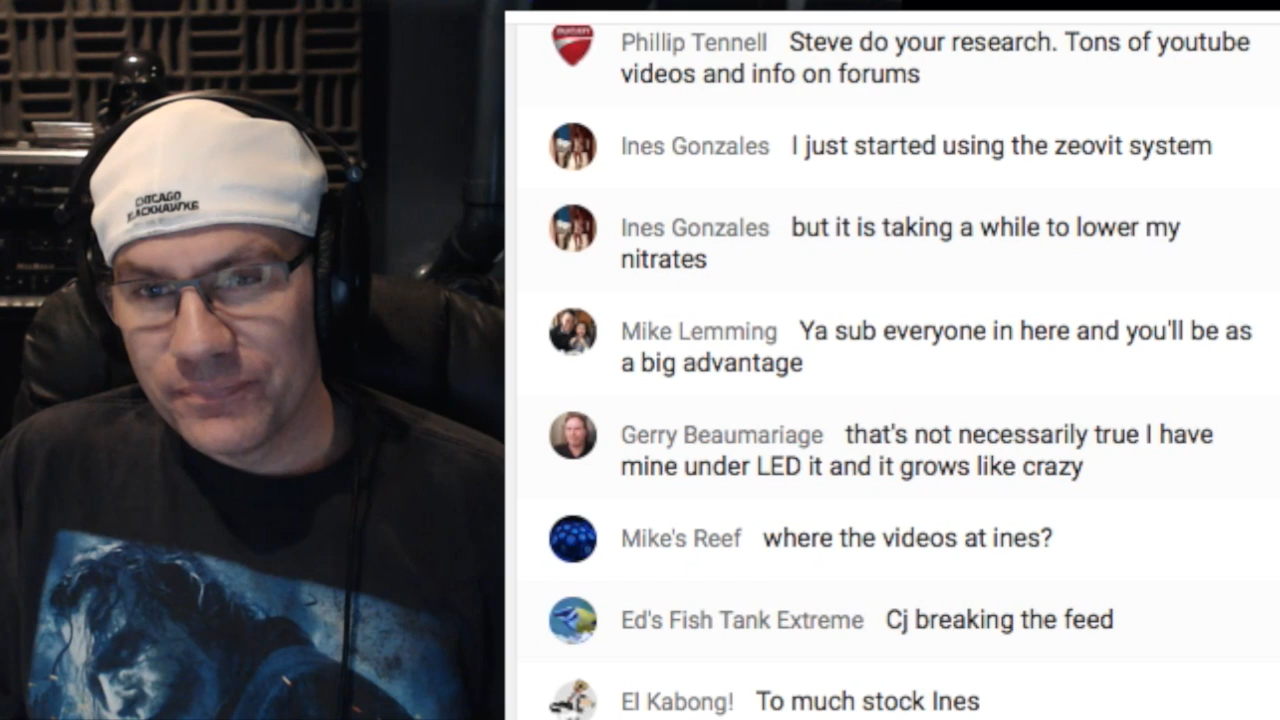 CHICAGO
BLACKHAWKS
Phillip Tennell Steve do your research. Tons of youtube
videos and info on forums
Ines Gonzales I just started using the zeovit system
Ines Gonzales but it is taking a while to lower my
nitrates
Mike Lemming Ya sub everyone in here and you'll be as
a big advantage
Gerry Beaumariage that's not necessarily true I have
mine under LED it and it grows like crazy
Mike's Reef where the videos at ines?
Ed's Fish Tank Extreme Cj breaking the feed
El Kabong! To much stock Ines